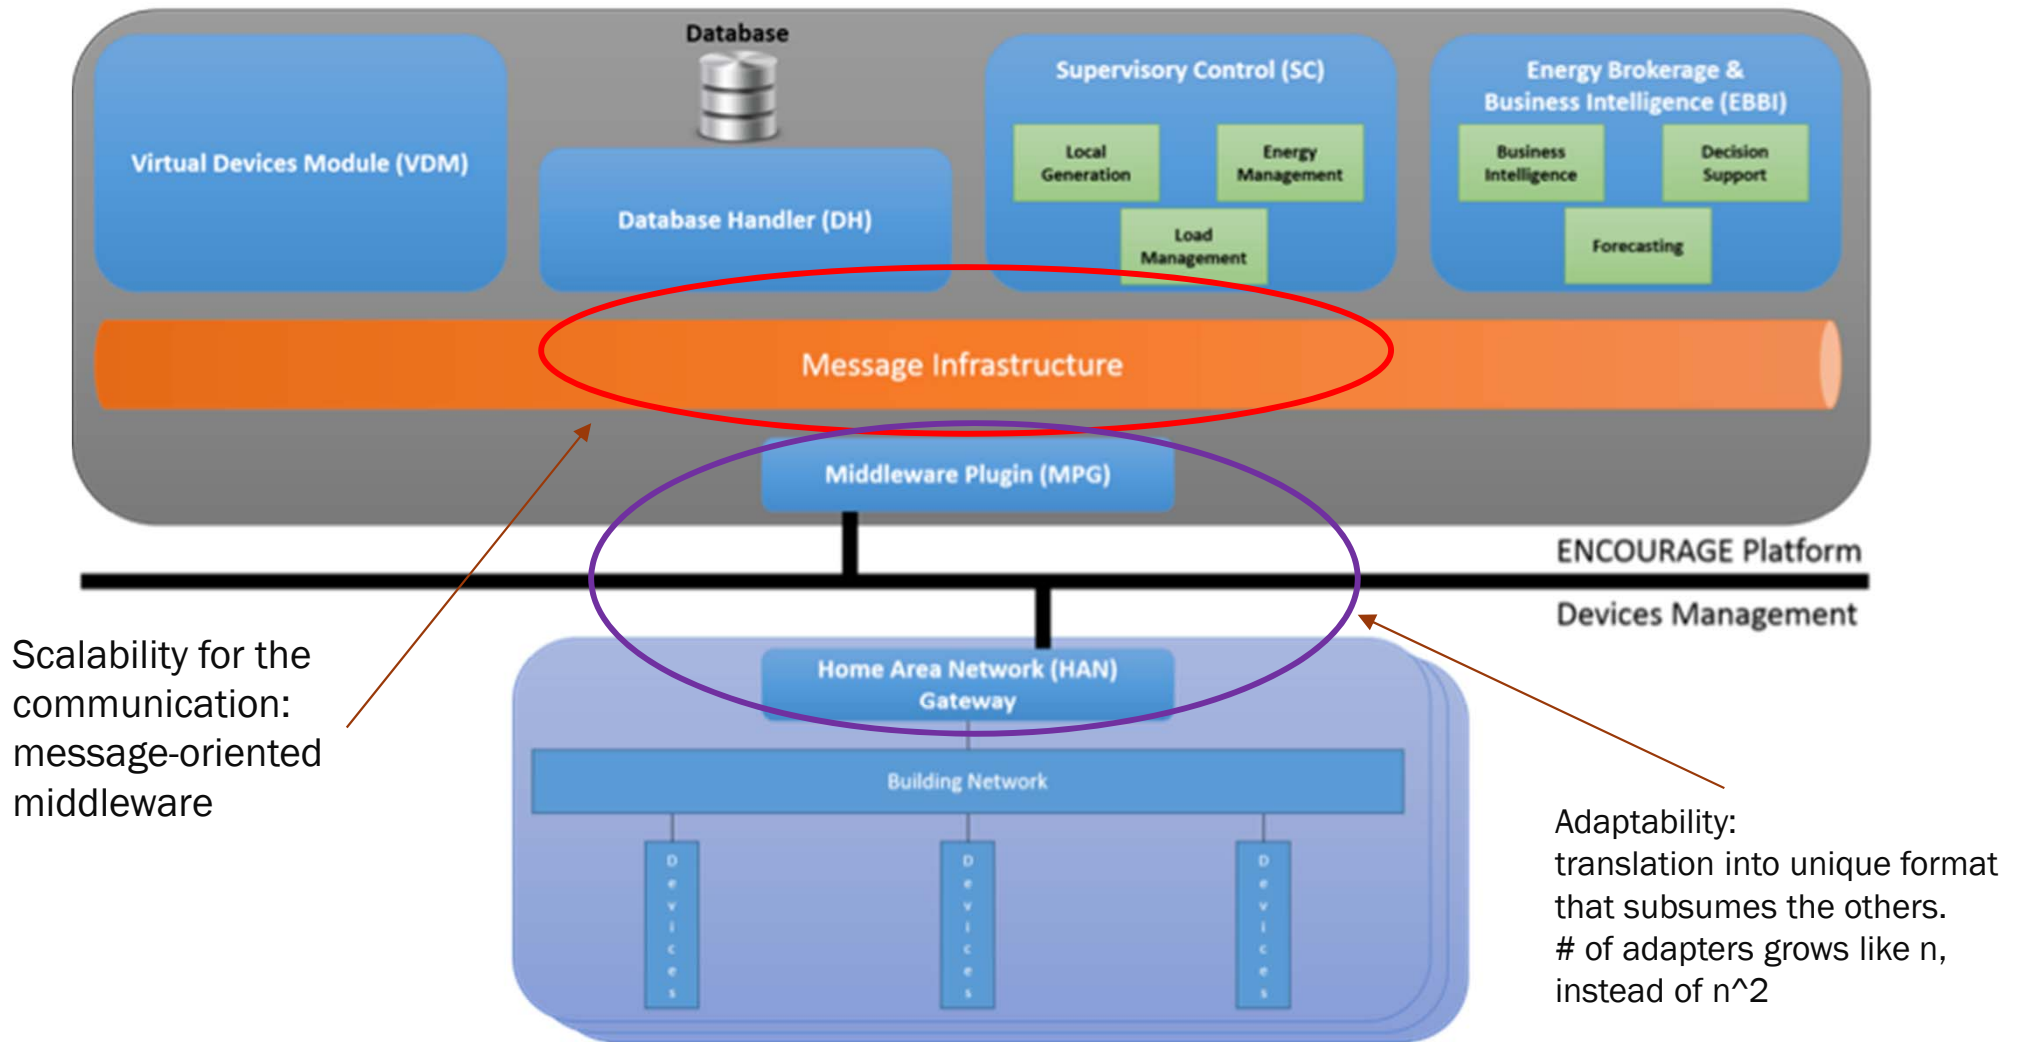 Database
Virtual Devices Module (VDM)
Database Handler (DH)
Supervisory Control (SC)
Local
Generation
Energy
Management
Load
Management
Energy Brokerage &
Business Intelligence (EBBI)
Business
Intelligence
Decision
Support
Forecasting
Message Infrastructure
Middleware Plugin (MPG)
ENCOURAGE Platform
Devices Management
Scalability for the
communication:
message-oriented
middleware
Home Area Network (HAN)
Gateway
Building Network
Devices
Devices
Devices
Adaptability:
translation into unique format
that subsumes the others.
# of adapters grows like n,
instead of n^2